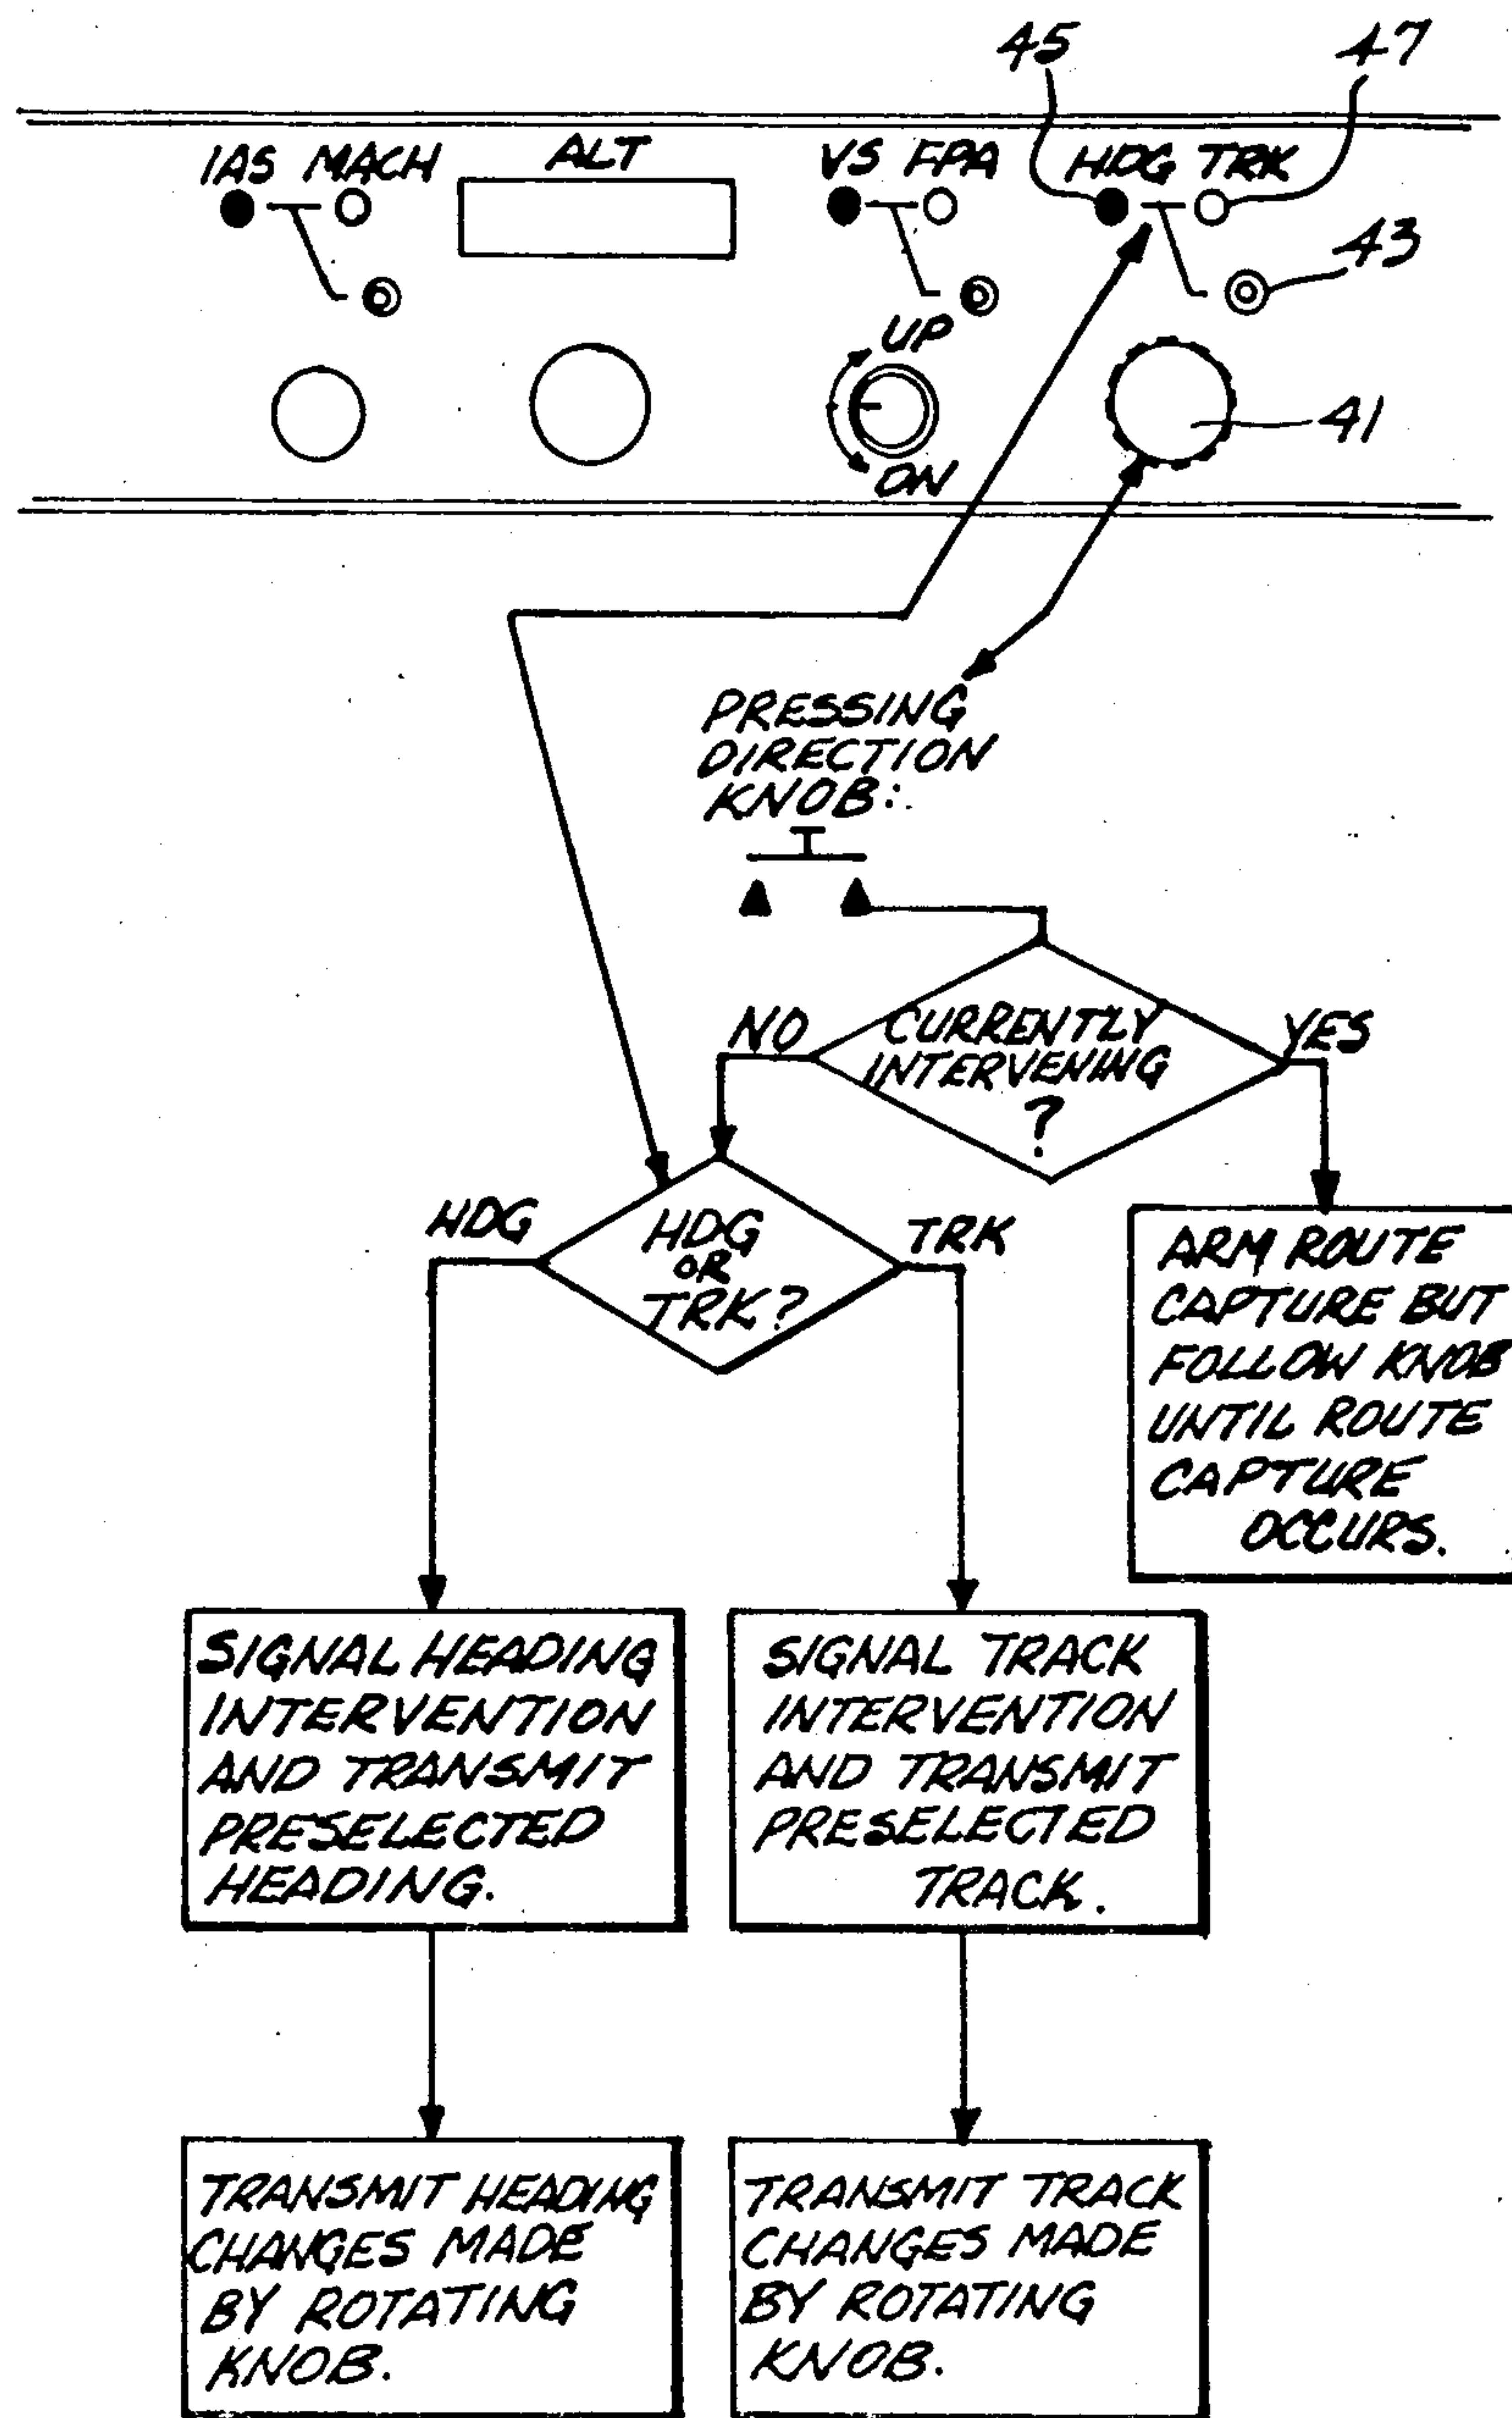 45 47
IAS MACH ALT VS FPA HDG TRK
43
UP
41
ON
PRESSING
DIRECTION
KNOB:
NO CURRENTLY YES
INTERVENING
?
HDG HDG TRK
OR
TRK?
ARM ROUTE
CAPTURE BUT
FOLLOW KNOB
UNTIL ROUTE
CAPTURE
OCCURS.
SIGNAL HEADING
INTERVENTION
AND TRANSMIT
PRESELECTED
HEADING.
SIGNAL TRACK
INTERVENTION
AND TRANSMIT
PRESELECTED
TRACK.
TRANSMIT HEADING
CHANGES MADE
BY ROTATING
KNOB.
TRANSMIT TRACK
CHANGES MADE
BY ROTATING
KNOB.